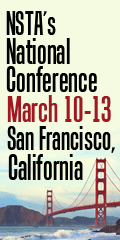 NSTA's
National
Conference
March 10-13
San Francisco,
California